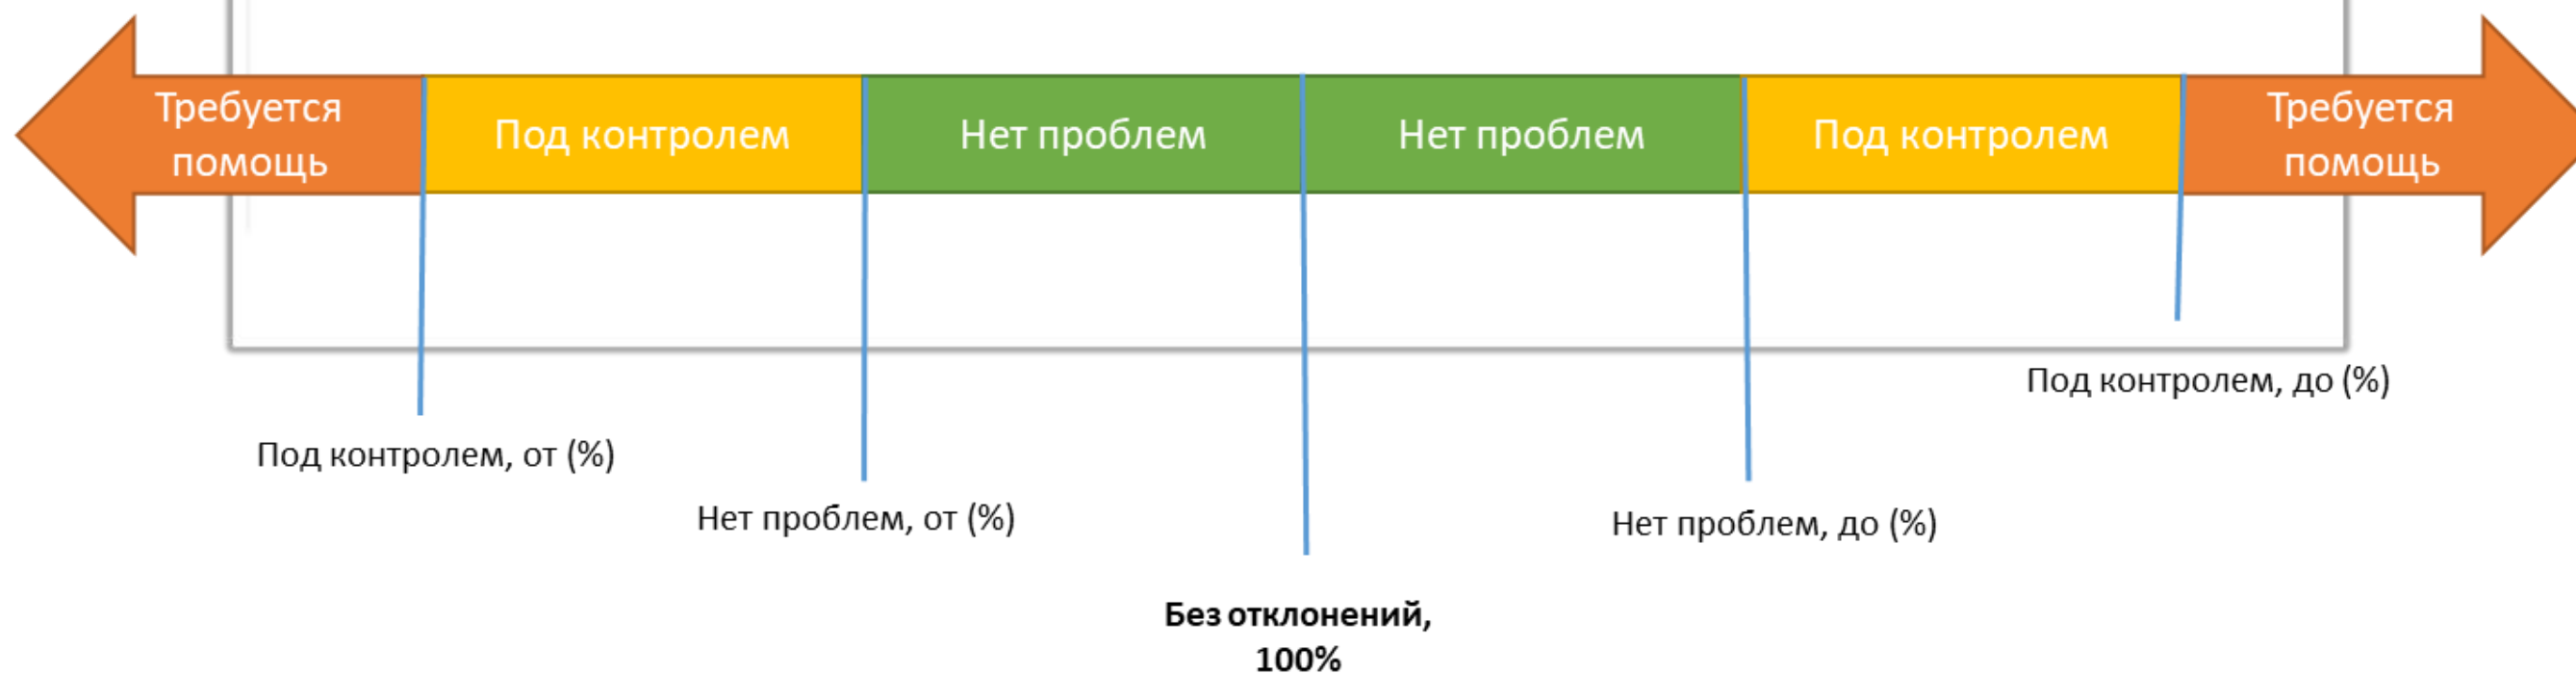 Требуется
помощь
Под контролем
Нет проблем
Нет проблем
Под контролем
Требуется
помощь
Под контролем, до (%)
Под контролем, от (%)
Нет проблем, от (%)
Нет проблем, до (%)
Без отклонений,
100%